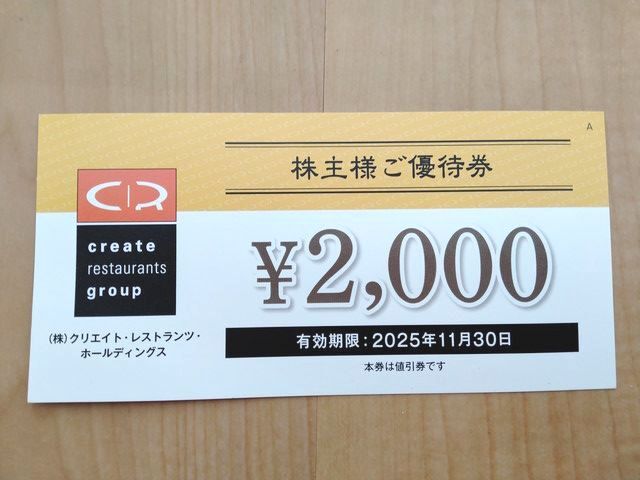 A
株主様ご優待券
CR
create
restaurants
group
¥2,000
(株)クリエイト・レストランツ・
ホールディングス
有効期限:2025年11月30日
本券は値引券です